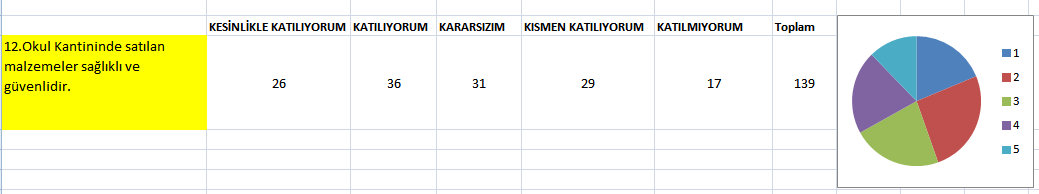 KESİNLİKLE KATILIYORUM KATILIYORUM KARARSIZIM KISMEN KATILIYORUM KATILMIYORUM Toplam
12.Okul Kantininde satılan
malzemeler sağlıklı ve
güvenlidir.
26 36 31 29 17 139
1
2
3
4
5